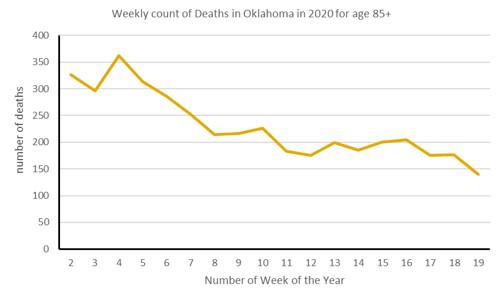 Weekly count of Deaths in Oklahoma in 2020 for age 85+
400
350
300
250
200
150
100
50
0
number of deaths
2 3 4 5 6 7 8 9 10 11 12 13 14 15 16 17 18 19
Number of Week of the Year